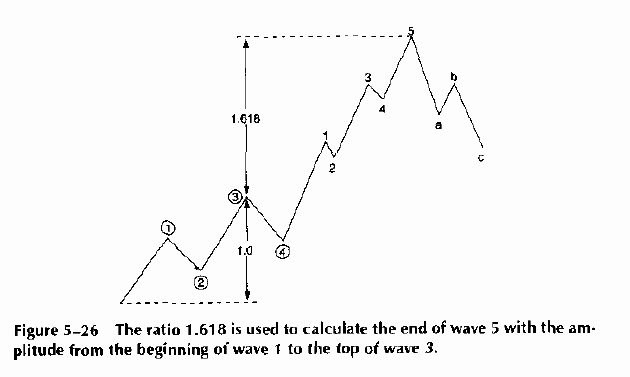 5
3
b
4
a
1.618
1
2
c
③
①
④
1.0
②
Figure 5–26 The ratio 1.618 is used to calculate the end of wave 5 with the am-
plitude from the beginning of wave 1 to the top of wave 3.